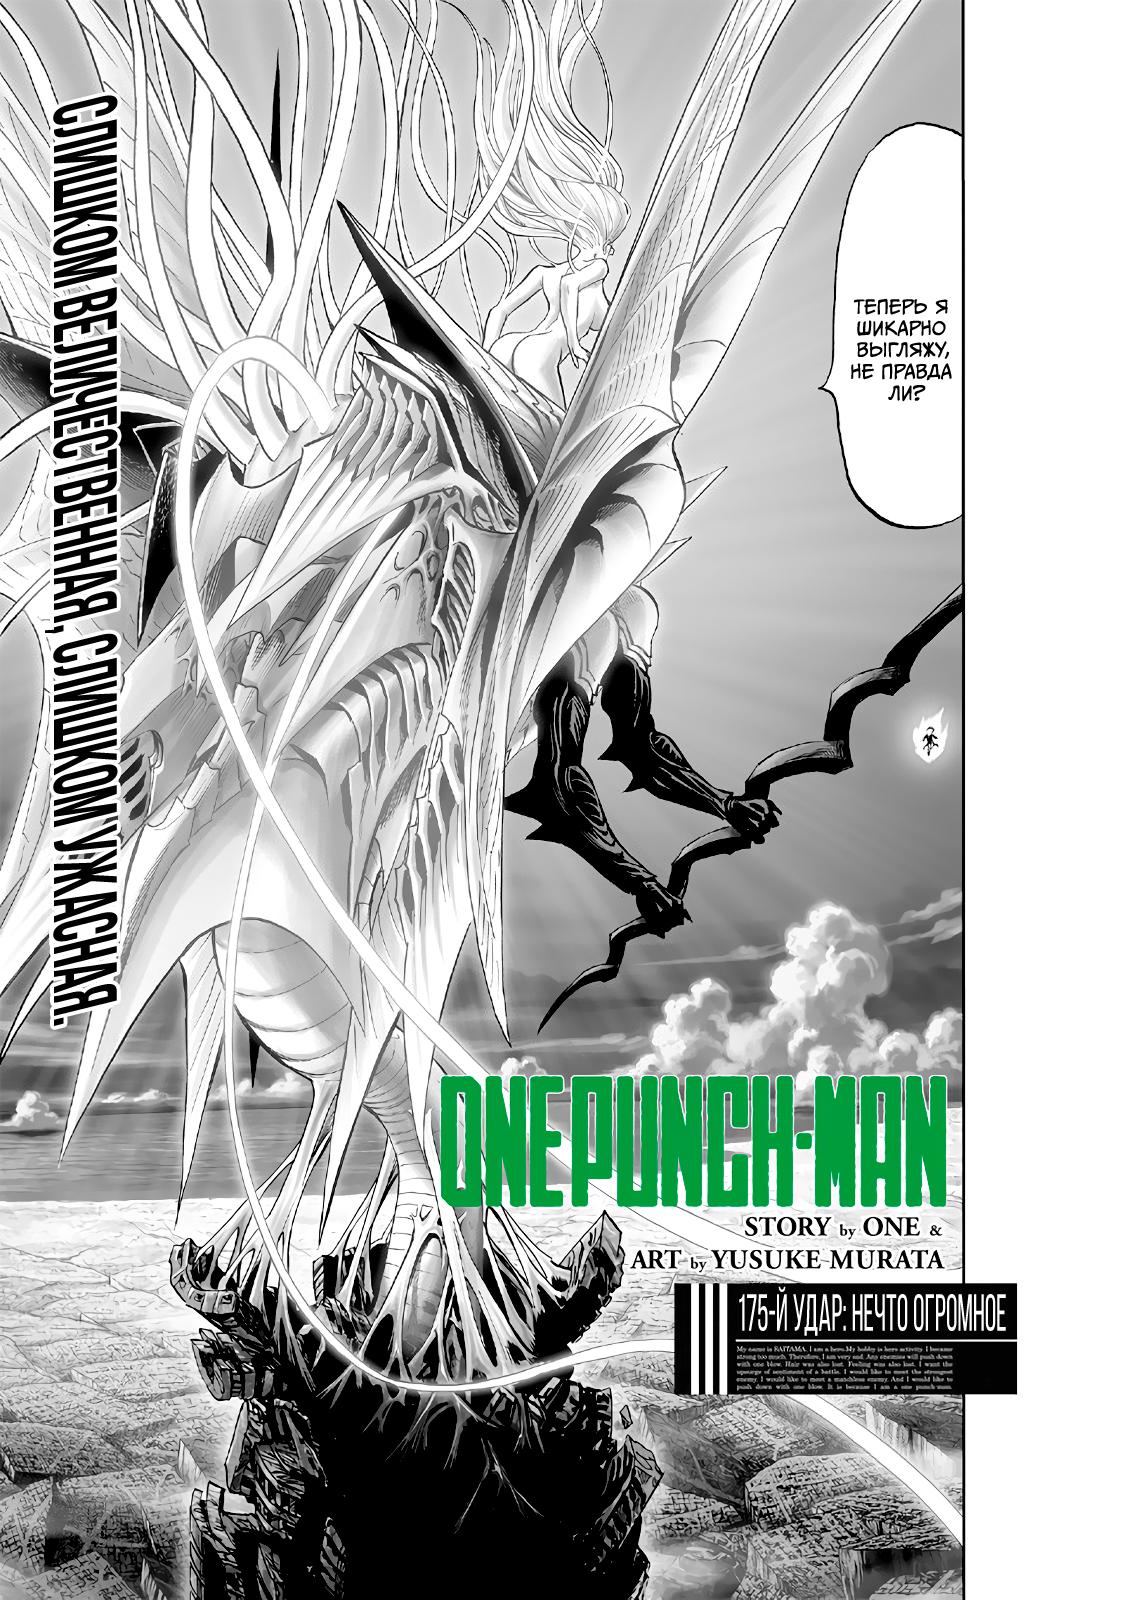 ТЕПЕРЬ Я
ШИКАРНО
ВЫГЛЯЖУ,
НЕ ПРАВДА
ЛИ?
СЛИШКОМ ВЕЛИЧЕСТВЕННАЯ, СЛИШКОМ УЖАСНАЯ.
ONE PUNCH-MAN
STORY by ONE &
ART by YUSUKE MURATA
175-Й УДАР: НЕЧТО ОГРОМНОЕ
My name is SAITAMA. I am a hero.My hobby is hero activity. I became
strong too much. Therefore, I am very sad. Any enemies will push down
with one blow. Hair was also lost. Feeling was also lost. I want the
upsurge of sentiment of a battle. I would like to meet the strongest
enemy. I would like to meet a matchless enemy. And I would like to
push down with one blow. It is because I am a one punch-man.